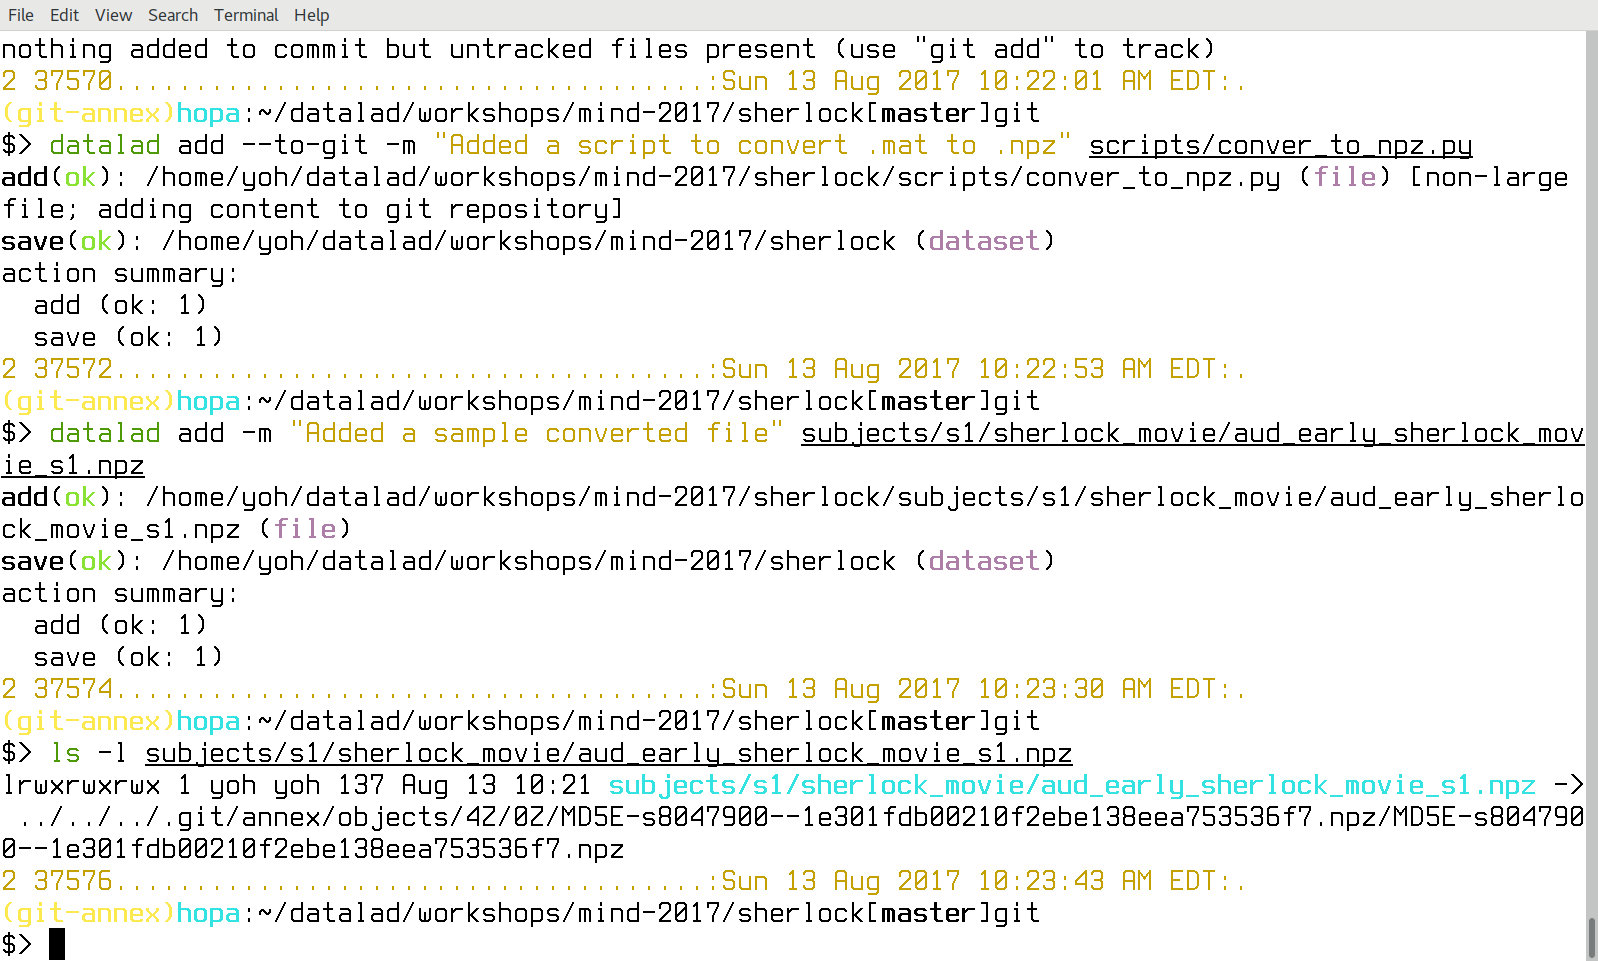 File Edit View Search Terminal Help
nothing added to commit but untracked files present (use "git add" to track)
2 37570.....................................:Sun 13 Aug 2017 10:22:01 AM EDT:.
(git-annex)hopa:~/datalad/workshops/mind-2017/sherlock[master]git
$> datalad add --to-git -m "Added a script to convert .mat to .npz" scripts/conver_to_npz.py
add(ok): /home/yoh/datalad/workshops/mind-2017/sherlock/scripts/conver_to_npz.py (file) [non-large
file; adding content to git repository]
save(ok): /home/yoh/datalad/workshops/mind-2017/sherlock (dataset)
action summary:
  add (ok: 1)
  save (ok: 1)
2 37572.....................................:Sun 13 Aug 2017 10:22:53 AM EDT:.
(git-annex)hopa:~/datalad/workshops/mind-2017/sherlock[master]git
$> datalad add -m "Added a sample converted file" subjects/s1/sherlock_movie/aud_early_sherlock_mov
ie_s1.npz
add(ok): /home/yoh/datalad/workshops/mind-2017/sherlock/subjects/s1/sherlock_movie/aud_early_sherlo
ck_movie_s1.npz (file)
save(ok): /home/yoh/datalad/workshops/mind-2017/sherlock (dataset)
action summary:
  add (ok: 1)
  save (ok: 1)
2 37574.....................................:Sun 13 Aug 2017 10:23:30 AM EDT:.
(git-annex)hopa:~/datalad/workshops/mind-2017/sherlock[master]git
$> ls -l subjects/s1/sherlock_movie/aud_early_sherlock_movie_s1.npz
lrwxrwxrwx 1 yoh yoh 137 Aug 13 10:21 subjects/s1/sherlock_movie/aud_early_sherlock_movie_s1.npz ->
 ../../../.git/annex/objects/4Z/0Z/MD5E-s8047900--1e301fdb00210f2ebe138eea753536f7.npz/MD5E-s804790
0--1e301fdb00210f2ebe138eea753536f7.npz
2 37576.....................................:Sun 13 Aug 2017 10:23:43 AM EDT:.
(git-annex)hopa:~/datalad/workshops/mind-2017/sherlock[master]git
$>